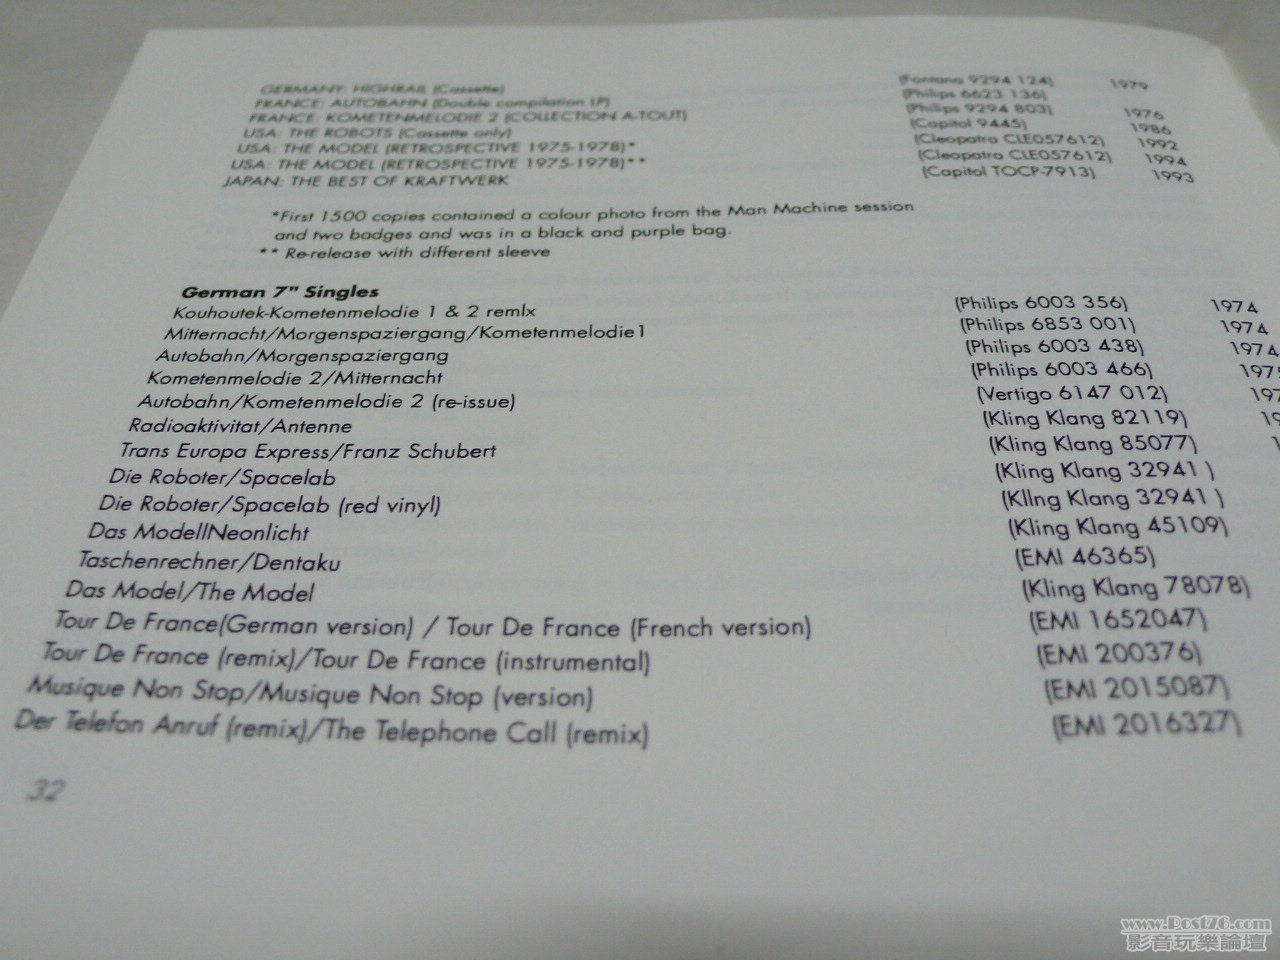 GERMANY: HIGHRAIL (Cassette) (Fontana 9294 124) 1979
FRANCE: AUTOBAHN (Double compilation LP) (Philips 6623 136)
FRANCE: KOMETENMELODIE 2 (COLLECTION A-TOUT) (Philips 9294 803) 1976
USA: THE ROBOTS (Cassette only) (Capitol 9445) 1986
USA: THE MODEL (RETROSPECTIVE 1975-1978)* (Cleopatra CLE057612) 1992
USA: THE MODEL (RETROSPECTIVE 1975-1978)** (Cleopatra CLE057612) 1994
JAPAN: THE BEST OF KRAFTWERK (Capitol TOCP-7913) 1993
*First 1500 copies contained a colour photo from the Man Machine session
and two badges and was in a black and purple bag.
** Re-release with different sleeve
German 7" Singles
Kouhoutek-Kometenmelodie 1 & 2 remlx (Philips 6003 356) 1974
Mitternacht/Morgenspaziergang/Kometenmelodie1 (Philips 6853 001) 1974
Autobahn/Morgenspaziergang (Philips 6003 438) 1974
Kometenmelodie 2/Mitternacht (Philips 6003 466) 1975
Autobahn/Kometenmelodie 2 (re-issue) (Vertigo 6147 012) 197
Radioaktivitat/Antenne (Kling Klang 82119) 19
Trans Europa Express/Franz Schubert (Kling Klang 85077) 1
Die Roboter/Spacelab (Kling Klang 32941 )
Die Roboter/Spacelab (red vinyl) (Kllng Klang 32941 )
Das ModellNeonlicht (Kling Klang 45109)
Taschenrechner/Dentaku (EMI 46365)
Das Model/The Model (Kling Klang 78078)
Tour De France(German version) / Tour De France (French version) (EMI 1652047)
Tour De France (remix)/Tour De France (instrumental) (EMI 200376)
Musique Non Stop/Musique Non Stop (version) (EMI 2015087)
Der Telefon Anruf (remix)/The Telephone Call (remix) (EMI 2016327)
32
www.Post76.com
影音玩樂論壇